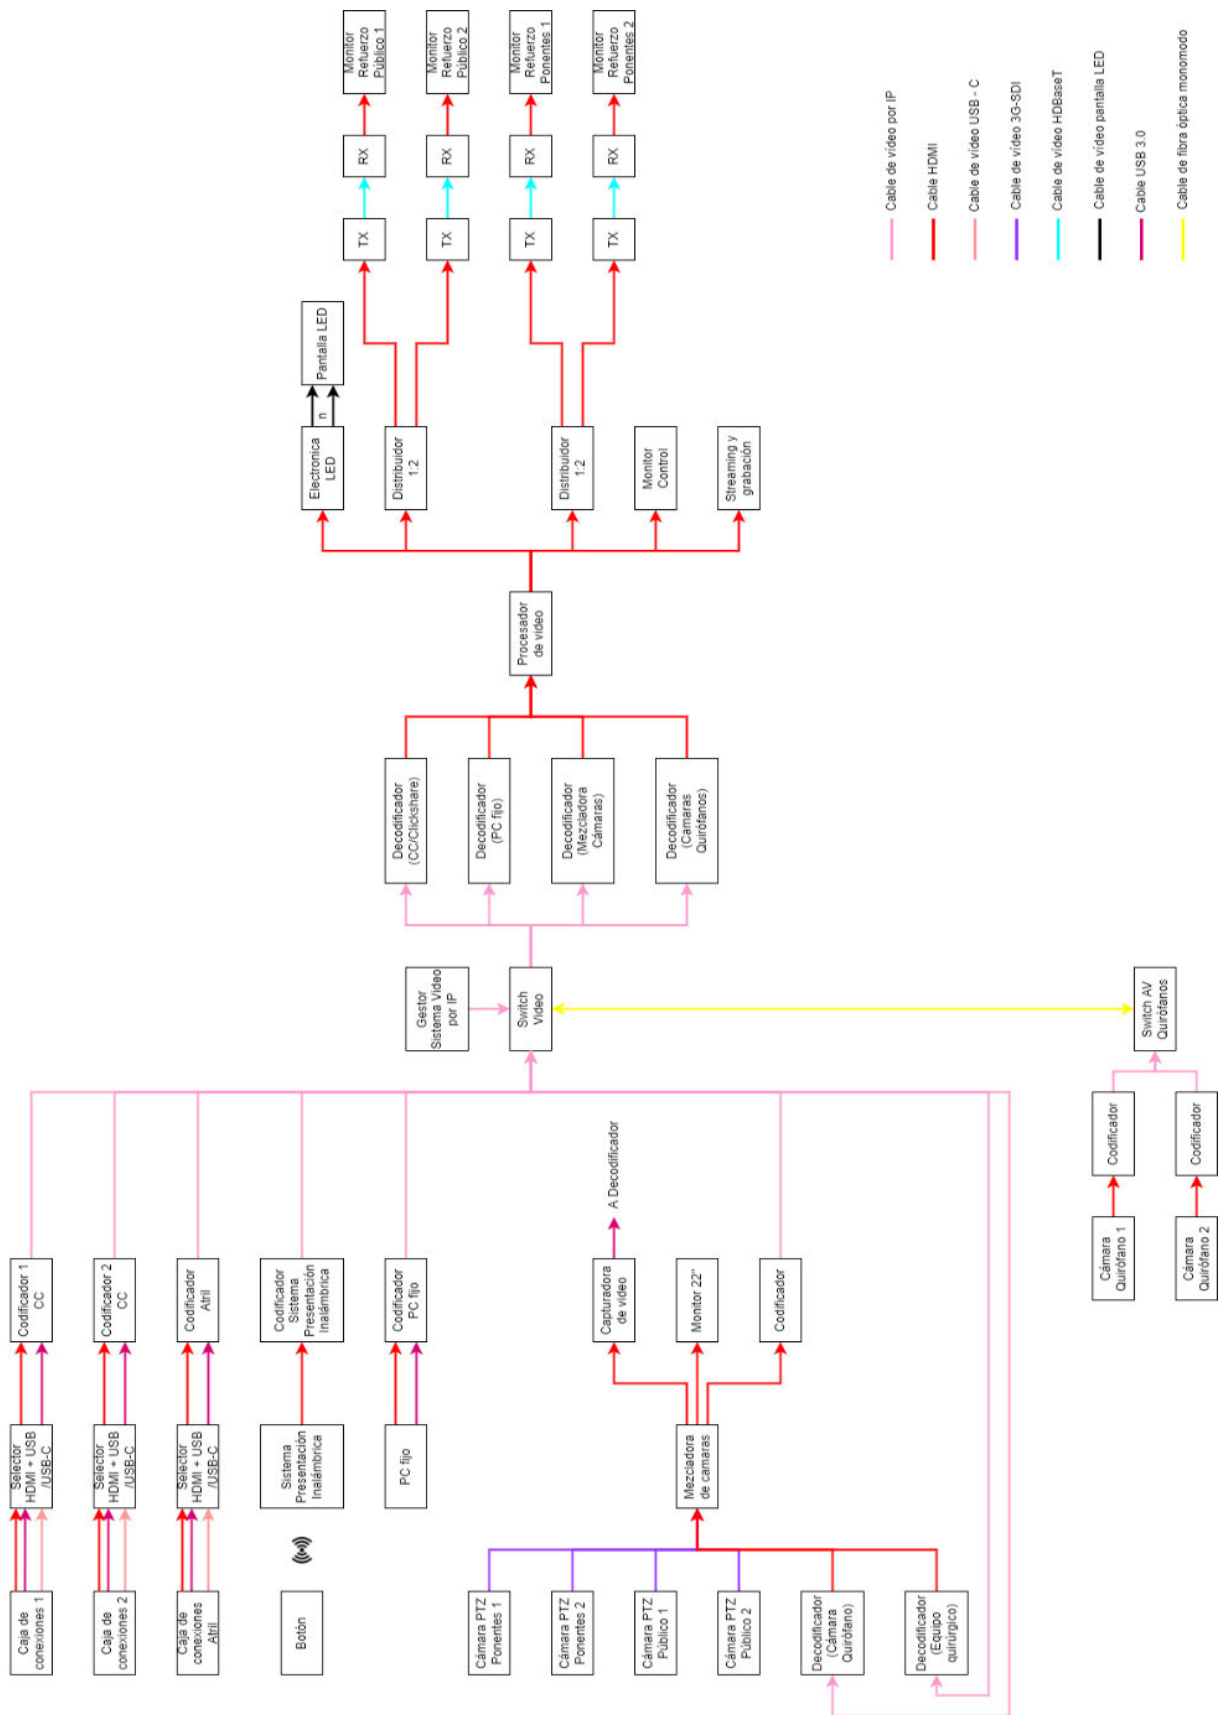 Caja de
conexiones 1
Selector
HDMI + USB
/USB-C
Codificador 1
CC
Caja de
conexiones 2
Selector
HDMI + USB
/USB-C
Codificador 2
CC
Caja de
conexiones
Atril
Selector
HDMI + USB
/USB-C
Codificador
Atril
Botón
Sistema
Presentación
Inalámbrica
Codificador
Sistema
Presentación
Inalámbrica
PC fijo
Codificador
PC fijo
Cámara PTZ
Ponentes 1
Cámara PTZ
Ponentes 2
Cámara PTZ
Público 1
Cámara PTZ
Público 2
Decodificador
(Cámara
Quirófano)
Decodificador
(Equipo
quirúrgico)
Mezcladora
de camaras
Capturadora
de video
A Decodificador
Monitor 22"
Codificador
Gestor
Sistema Video
por IP
Switch
Video
Decodificador
(CC/Clickshare)
Decodificador
(PC fijo)
Decodificador
(Mezcladora
Cámaras)
Decodificador
(Camaras
Quirófanos)
Procesador
de video
Electronica
LED
n
Pantalla LED
Distribuidor
1:2
Distribuidor
1:2
Monitor
Control
Streaming y
grabación
TX
RX
Monitor
Refuerzo
Público 1
TX
RX
Monitor
Refuerzo
Público 2
TX
RX
Monitor
Refuerzo
Ponentes 1
TX
RX
Monitor
Refuerzo
Ponentes 2
Cámara
Quirófano 1
Codificador
Cámara
Quirófano 2
Codificador
Switch AV
Quirófanos
Cable de vídeo por IP
Cable HDMI
Cable de vídeo USB - C
Cable de vídeo 3G-SDI
Cable de vídeo HDBaseT
Cable de vídeo pantalla LED
Cable USB 3.0
Cable de fibra óptica monomodo